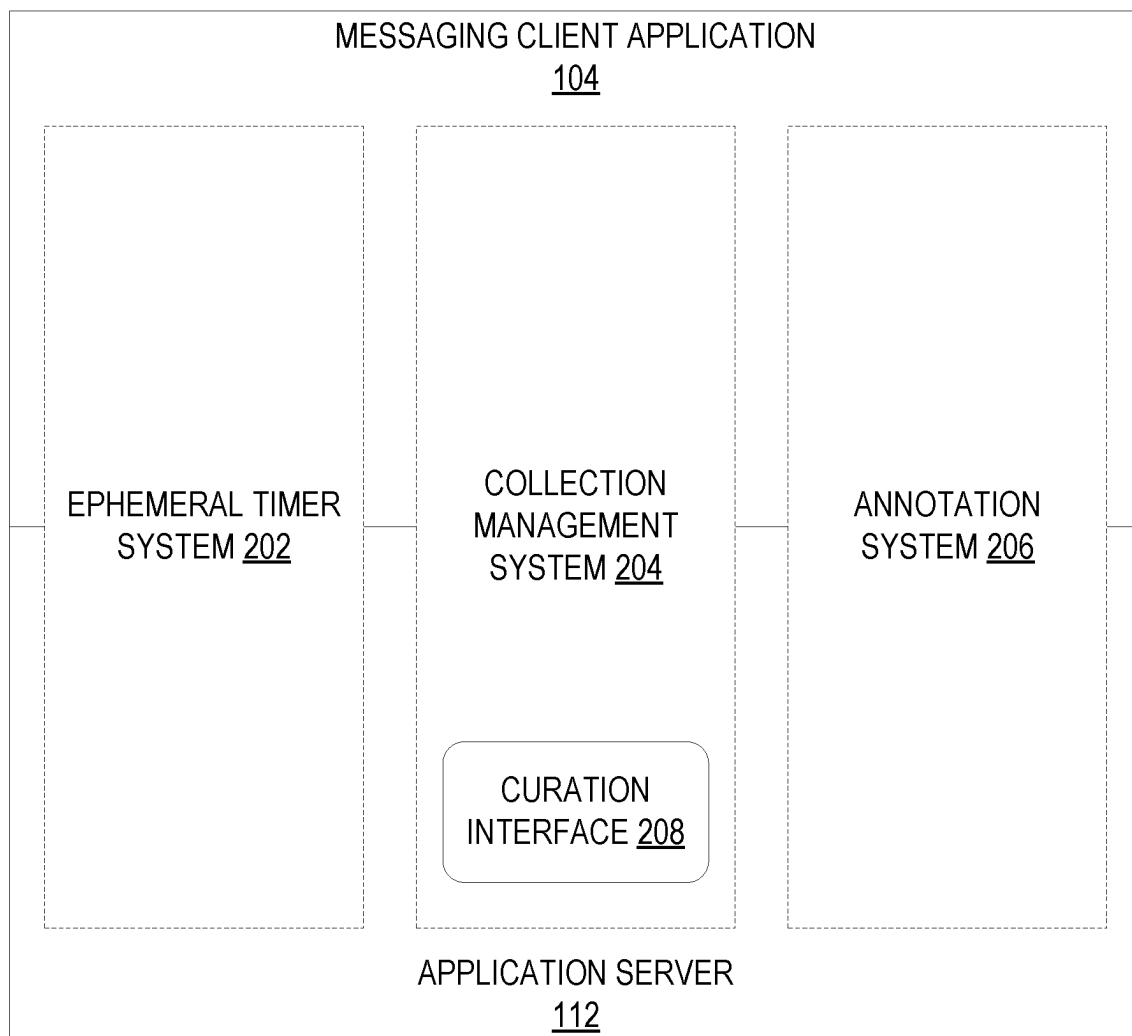 MESSAGING CLIENT APPLICATION
104
EPHEMERAL TIMER
SYSTEM 202
COLLECTION
MANAGEMENT
SYSTEM 204
ANNOTATION
SYSTEM 206
CURATION
INTERFACE 208
APPLICATION SERVER
112